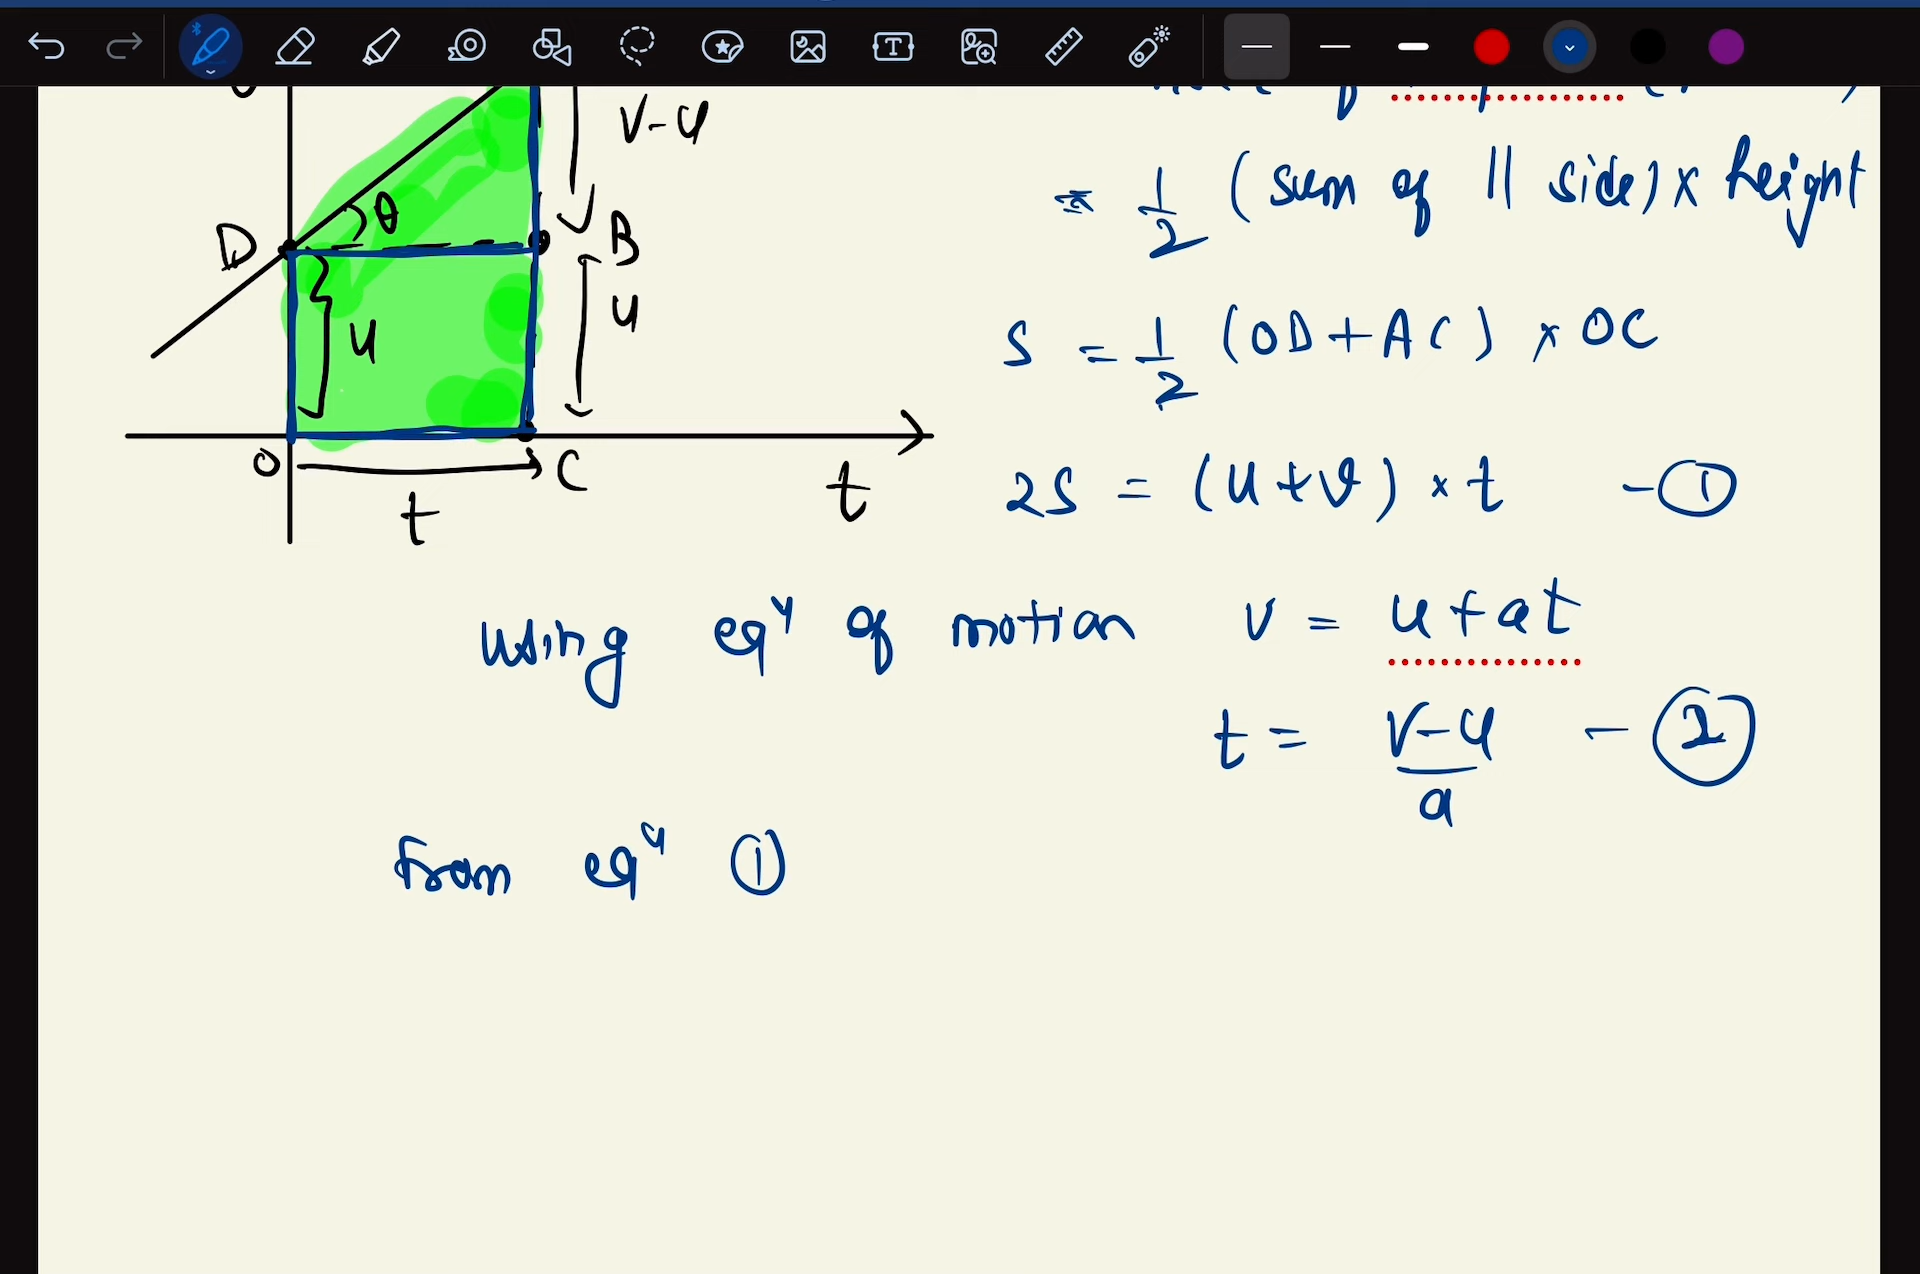 V-u
θ
D
B
u
u
O
C
t
t
= 1/2 (sum of || side) x height
S = 1/2 (OD+AC) x OC
2S = (u+v) x t -①
using eqn of motion v = u+at
t = v-u/a -②
from eqn ①